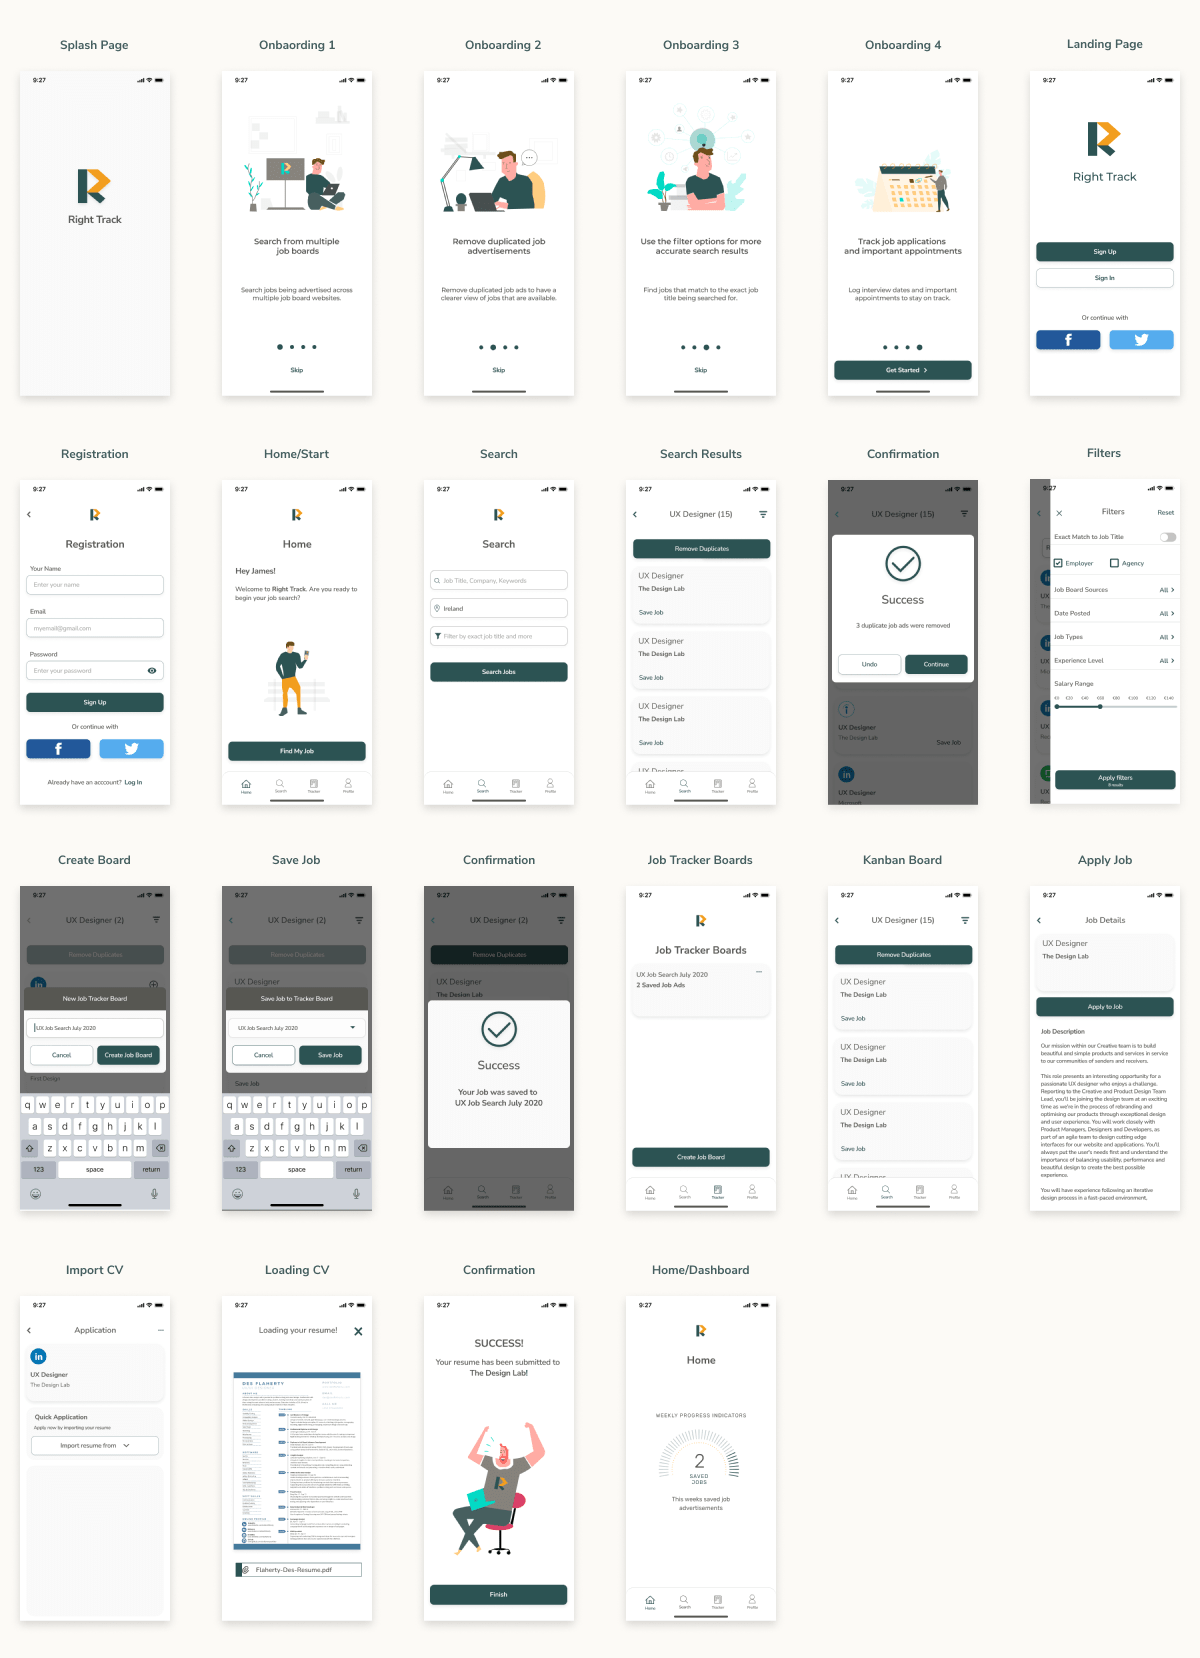 Splash Page
9:27
Right Track
Onbaording 1
9:27
Search from multiple
job boards
Search jobs being advertised across
multiple job board websites.
Skip
Onboarding 2
9:27
Remove duplicated job
advertisements
Remove duplicated job ads to have a
clearer view of jobs that are available.
Skip
Onboarding 3
9:27
Use the filter options for more
accurate search results
Find jobs that match to the exact job
title being searched for.
Skip
Onboarding 4
9:27
Track job applications
and important appointments
Log interview dates and important
appointments to stay on track.
Get Started
Landing Page
9:27
Right Track
Sign Up
Sign In
Or continue with
Registration
9:27
Registration
Your Name
Enter your name
Email
myemail@gmail.com
Password
Enter your password
Sign Up
Or continue with
Already have an account? Log In
Home/Start
9:27
Home
Hey James!
Welcome to Right Track. Are you ready to
begin your job search?
Find My Job
Home Search Tracker Profile
Search
9:27
Search
Job Title, Company, Keywords
Ireland
Filter by exact job title and more
Search Jobs
Home Search Tracker Profile
Search Results
9:27
UX Designer (15)
Remove Duplicates
UX Designer
The Design Lab
Save Job
UX Designer
The Design Lab
Save Job
UX Designer
The Design Lab
Save Job
UX Designer
Home Search Tracker Profile
Confirmation
9:27
UX Designer (15)
Success
3 duplicate job ads were removed
Undo
Continue
UX Designer
The Design Lab
Save Job
in
UX Designer
Microsoft
Filters
9:27
Filters
Reset
Exact Match to Job Title
Employer
Agency
Job Board Sources All
Date Posted All
Job Types All
Experience Level All
Salary Range
€0 €20 €40 €60 €80 €100 €120 €140
Apply filters
8 results
Create Board
9:27
UX Designer (2)
Remove Duplicates
in
New Job Tracker Board
UX Job Search July 2020
Cancel
Create Job Board
First Design
q w e r t y u i o p
a s d f g h j k l
z x c v b n m
123 space return
Save Job
9:27
UX Designer (2)
Remove Duplicates
UX Designer
Save Job to Tracker Board
UX Job Search July 2020
Cancel
Save Job
Save Job
q w e r t y u i o p
a s d f g h j k l
z x c v b n m
123 space return
Confirmation
9:27
UX Designer (2)
Remove Duplicates
UX Designer
The Design Lab
Success
Your Job was saved to
UX Job Search July 2020
Home Search Tracker Profile
Job Tracker Boards
9:27
Job Tracker Boards
UX Job Search July 2020
2 Saved Job Ads
Create Job Board
Home Search Tracker Profile
Kanban Board
9:27
UX Designer (15)
Remove Duplicates
UX Designer
The Design Lab
Save Job
UX Designer
The Design Lab
Save Job
UX Designer
The Design Lab
Save Job
UX Designer
Home Search Tracker Profile
Apply Job
9:27
Job Details
UX Designer
The Design Lab
Apply to Job
Job Description
Our mission within our Creative team is to build
beautiful and simple products and services in service
to our communities of senders and receivers.
This role presents an interesting opportunity for a
passionate UX designer who enjoys a challenge.
Reporting to the Creative and Product Design Team
Lead, you'll be joining the design team at an exciting
time as we're in the process of rebranding and
optimising our products through exceptional design
and user experience. You will work closely with
Product Managers, Designers and Developers, as
part of an agile team to design cutting edge
interfaces for our websites and applications. You'll
always put the user's needs first and understand the
importance of balancing usability, performance and
beautiful design to create the best possible
experience.
You will have experience following an iterative
design process in a fast-paced environment.
Import CV
9:27
Application
in
UX Designer
The Design Lab
Quick Application
Apply now by importing your resume
Import resume from
Loading CV
9:27
Loading your resume!
DES FLAHERTY
Flaherty-Des-Resume.pdf
Confirmation
9:27
SUCCESS!
Your resume has been submitted to
The Design Lab!
Finish
Home/Dashboard
9:27
Home
WEEKLY PROGRESS INDICATORS
2
SAVED
JOBS
This weeks saved job
advertisements
Home Search Tracker Profile